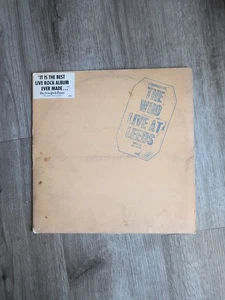 "IT IS THE BEST
LIVE ROCK ALBUM
EVER MADE...."
THE
WHO
LIVE AT
LEEDS